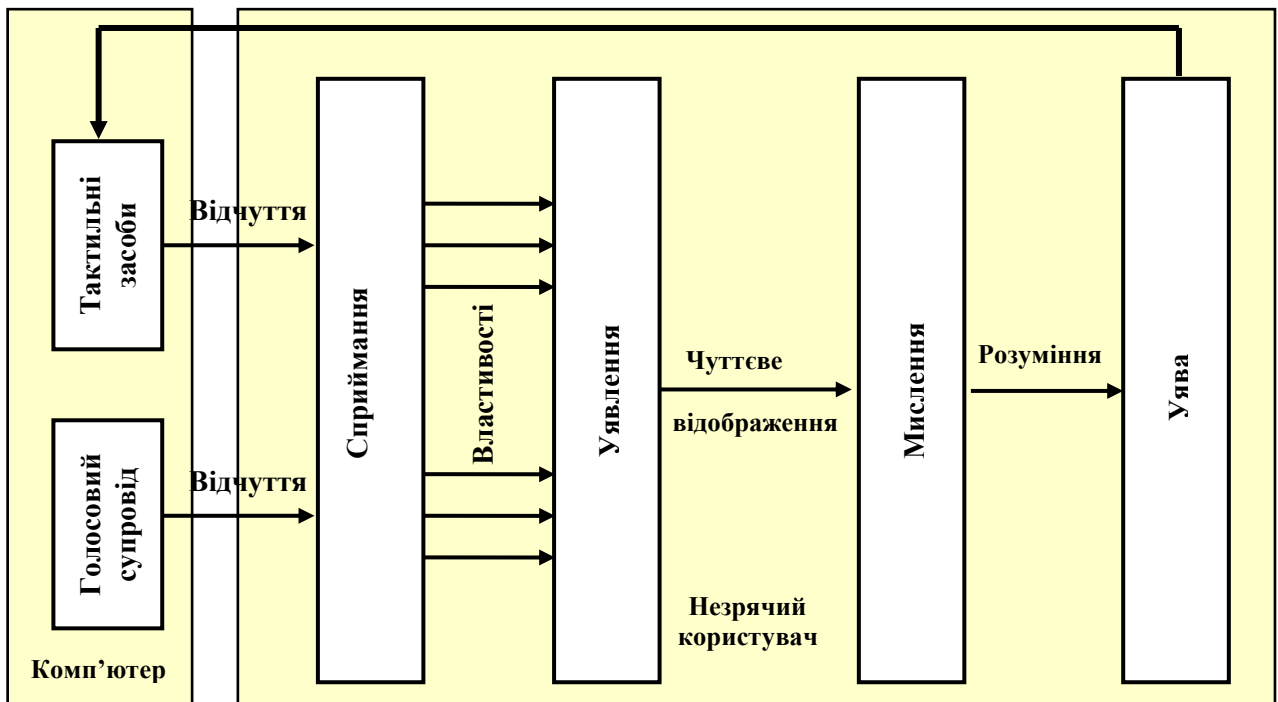 Тактильні
засоби
Відчуття
Голосовий
супровід
Відчуття
Комп’ютер
Сприймання
Властивості
Уявлення
Чуттєве
відображення
Незрячий
користувач
Мислення
Розуміння
Уява